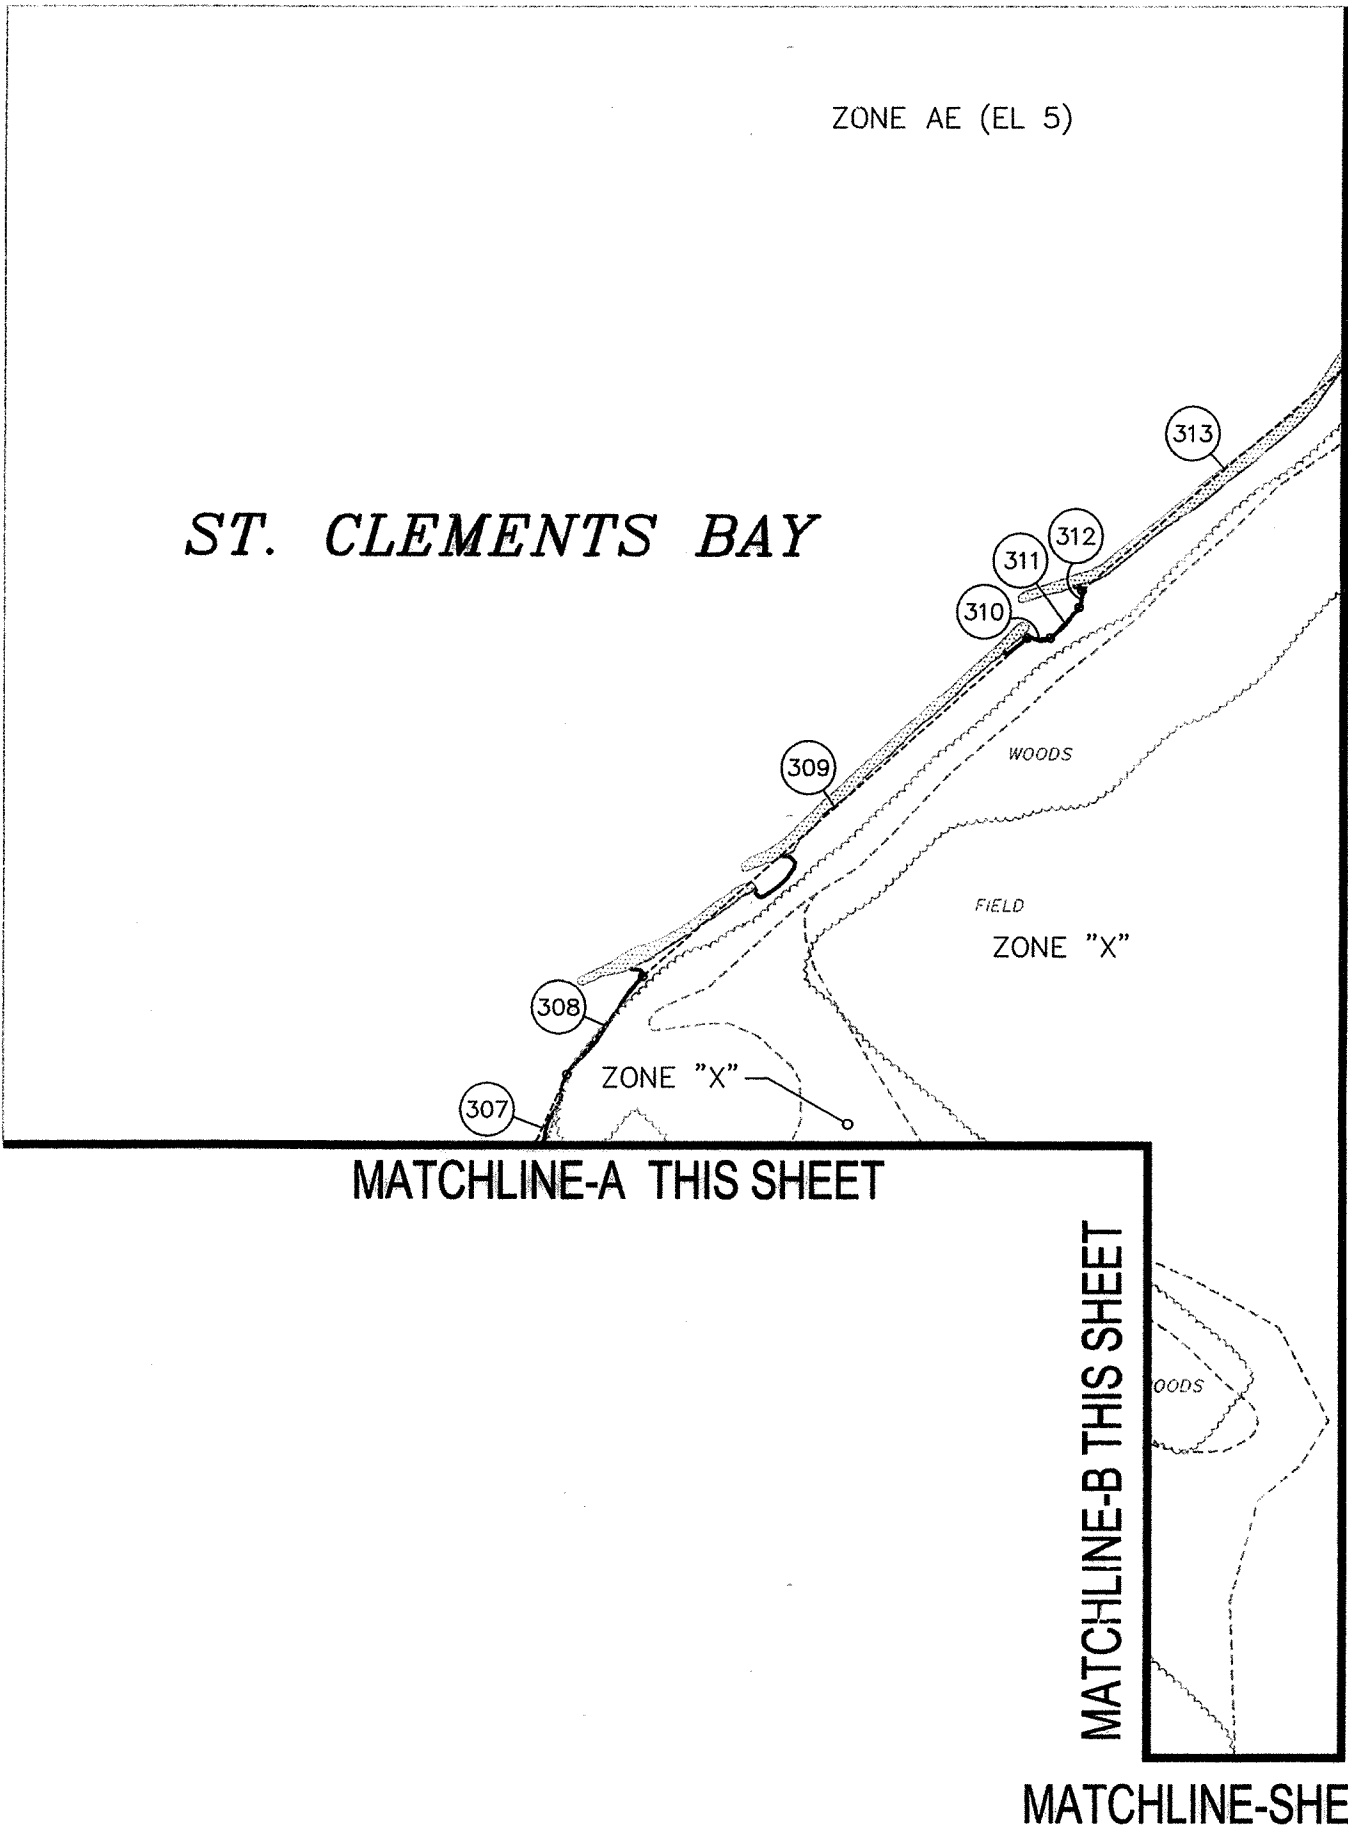 ZONE AE (EL 5)
313
ST. CLEMENTS BAY
312
311
310
WOODS
309
FIELD
ZONE "X"
308
ZONE "X"
307
MATCHLINE-A THIS SHEET
MATCHLINE-B THIS SHEET
OODS
MATCHLINE-SHE